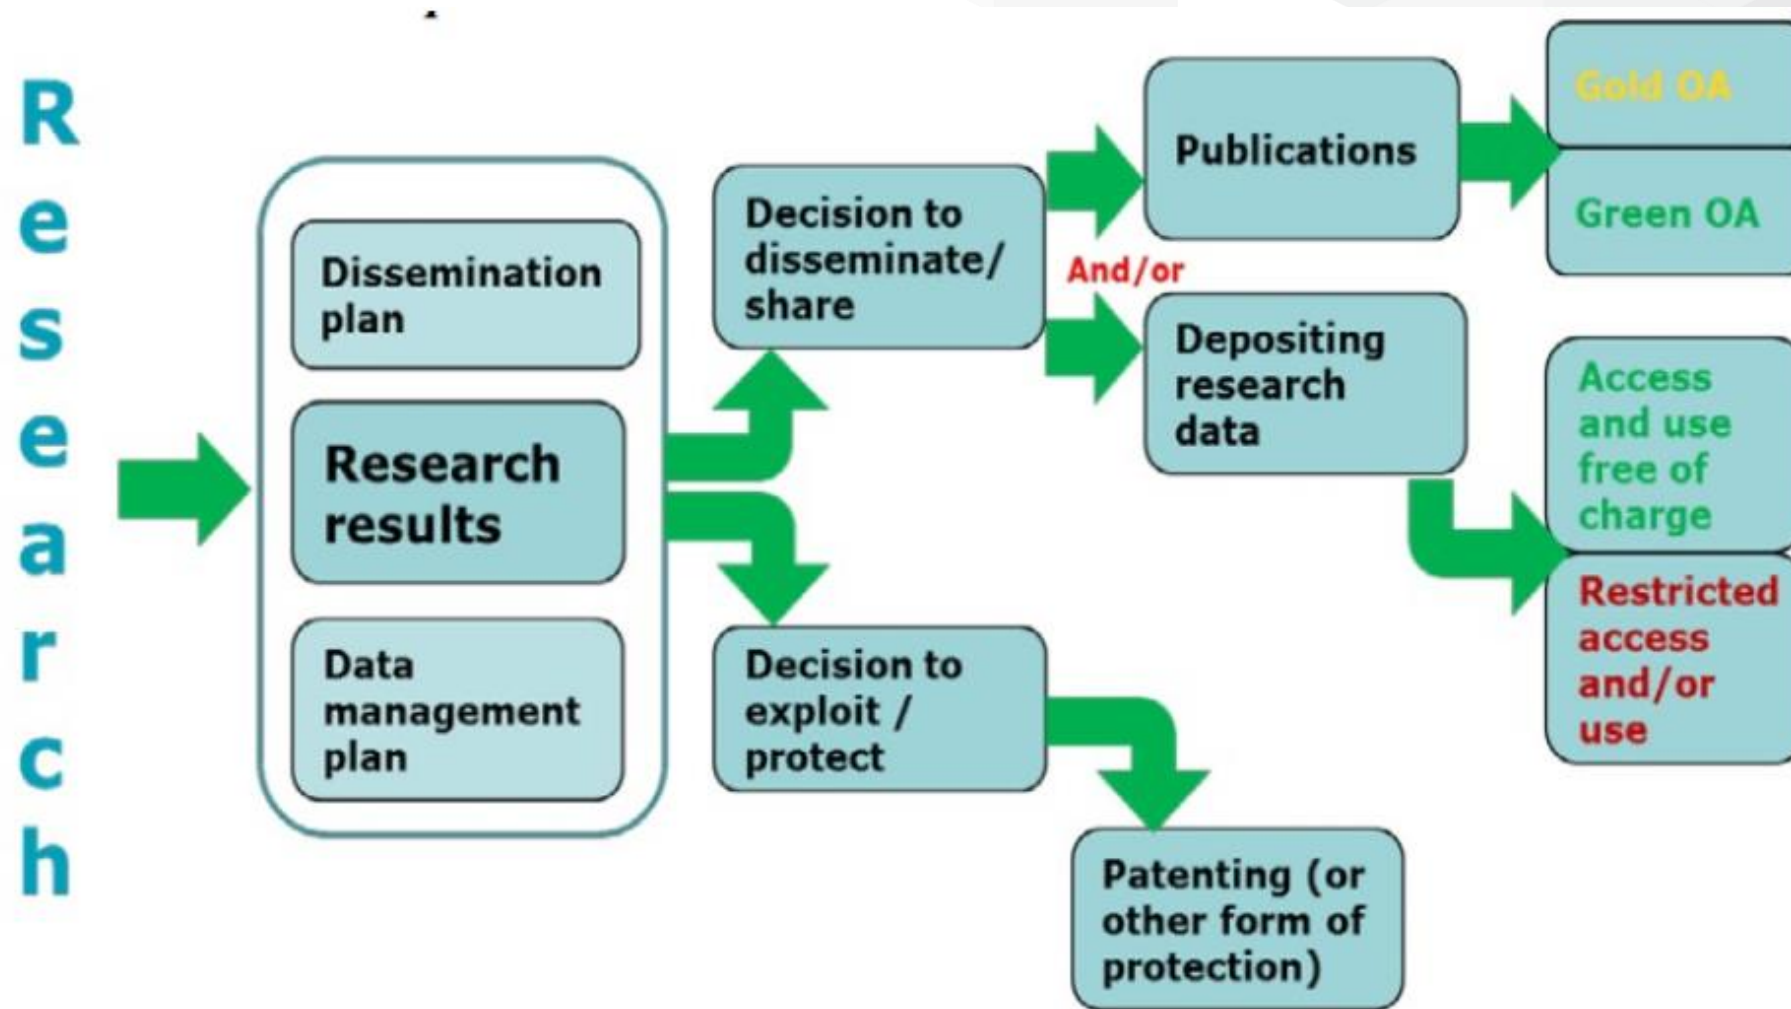 Research
Dissemination
plan
Research
results
Data
management
plan
Decision to
disseminate/
share
Decision to
exploit /
protect
And/or
Publications
Depositing
research
data
Patenting (or
other form of
protection)
Gold OA
Green OA
Access
and use
free of
charge
Restricted
access
and/or
use